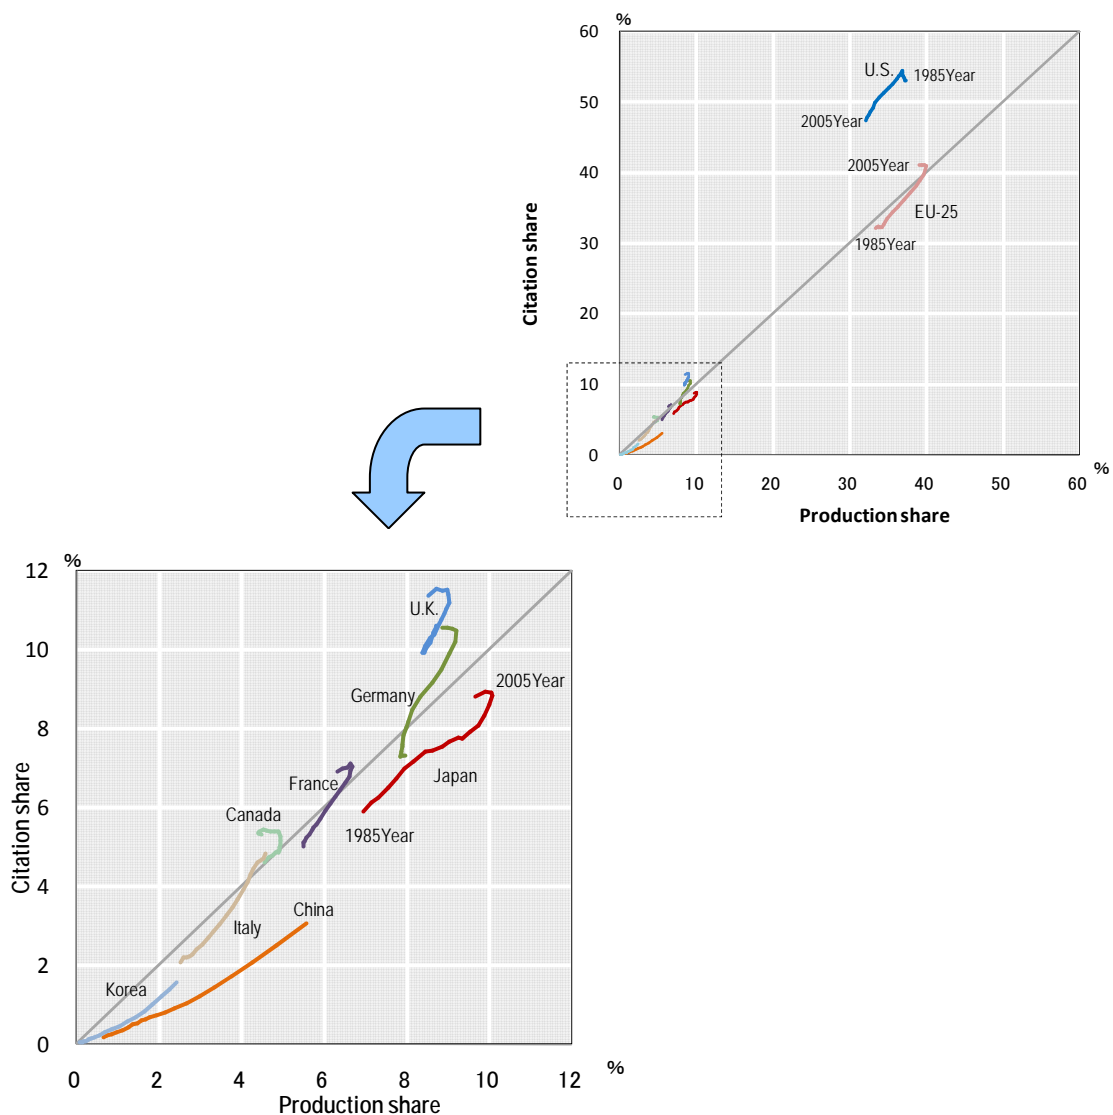 %
60
50
40
30
20
10
0
Citation share
U.S.
1985Year
2005Year
2005Year
EU-25
1985Year
0 10 20 30 40 50 60
%
Production share
%
12
10
8
6
4
2
0
Citation share
U.K.
2005Year
Germany
Japan
France
Canada
1985Year
China
Italy
Korea
0 2 4 6 8 10 12
%
Production share